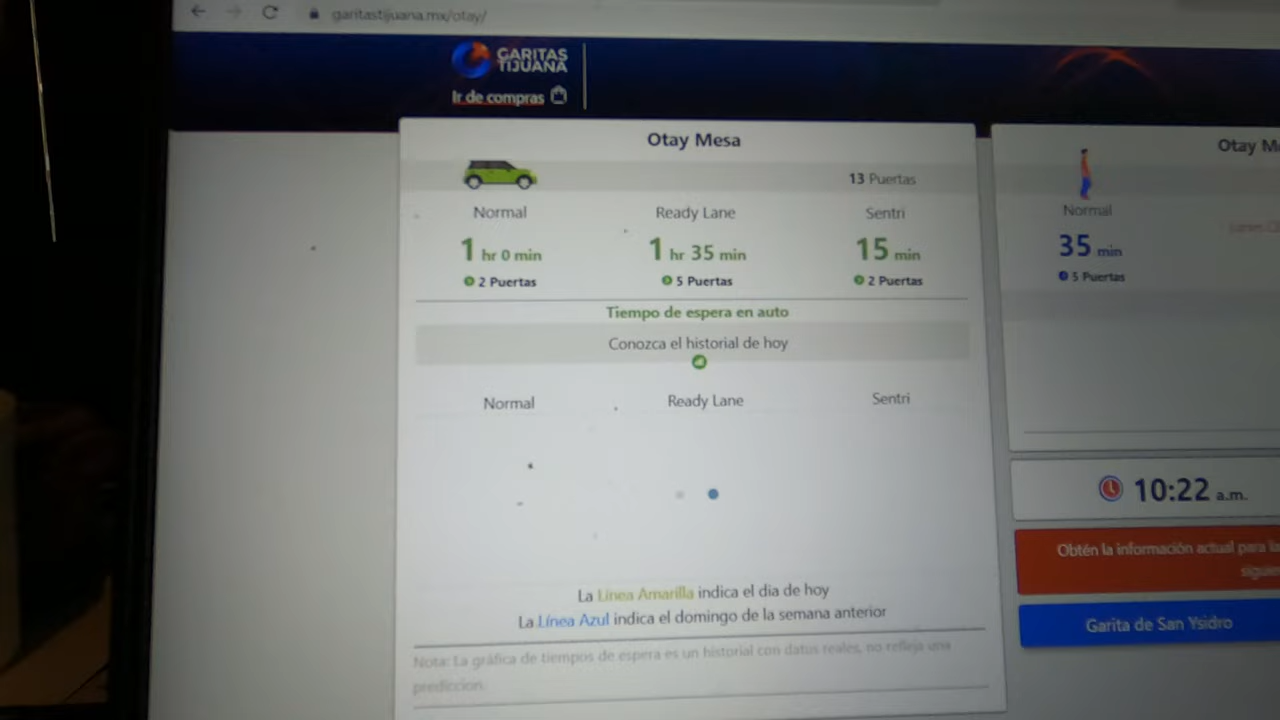 garitastijuana.mx/otay/
GARITAS
TIJUANA
Ir de compras
Otay Mesa
13 Puertas
Normal
Ready Lane
Sentri
1 hr 0 min
1 hr 35 min
15 min
2 Puertas
5 Puertas
2 Puertas
Tiempo de espera en auto
Conozca el historial de hoy
Normal
Ready Lane
Sentri
La Línea Amarilla indica el dia de hoy
La Línea Azul indica el domingo de la semana anterior
Nota: La gráfica de tiempos de espera es un historial con datos reales, no refleja una
prediccion.
Otay
Normal
35 min
5 Puertas
10:22 a.m.
Obtén la información actual para
Garita de San Ysidro